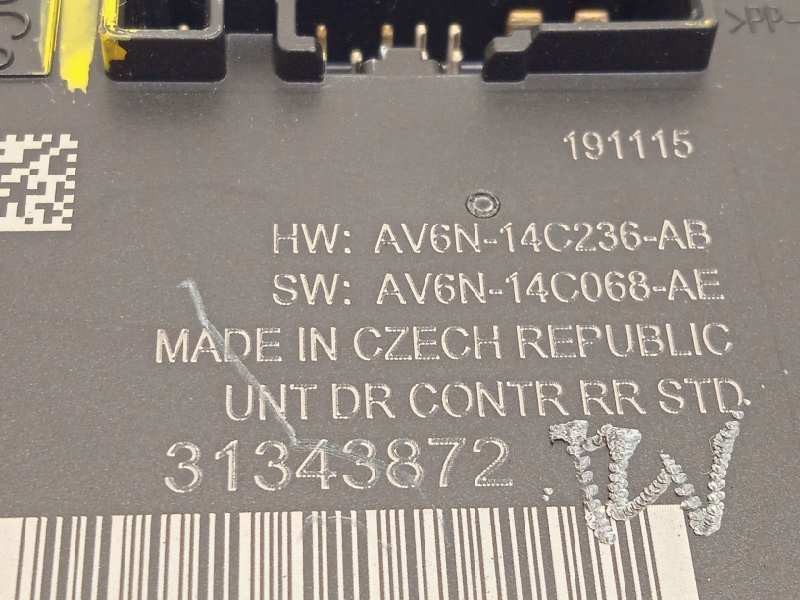 >PP-
191115
HW: AV6N-14C236-AB
SW: AV6N-14C068-AE
MADE IN CZECH REPUBLIC
UNT DR CONTR RR STD
31343872